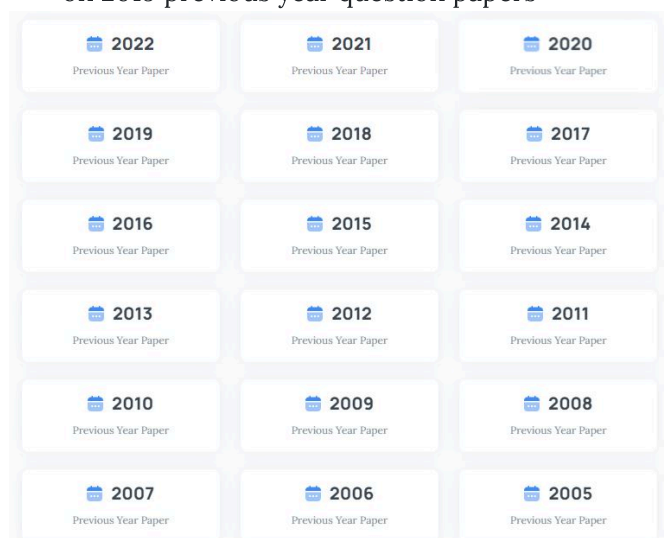 2022 2021 2020
Previous Year Paper Previous Year Paper Previous Year Paper
2019 2018 2017
Previous Year Paper Previous Year Paper Previous Year Paper
2016 2015 2014
Previous Year Paper Previous Year Paper Previous Year Paper
2013 2012 2011
Previous Year Paper Previous Year Paper Previous Year Paper
2010 2009 2008
Previous Year Paper Previous Year Paper Previous Year Paper
2007 2006 2005
Previous Year Paper Previous Year Paper Previous Year Paper